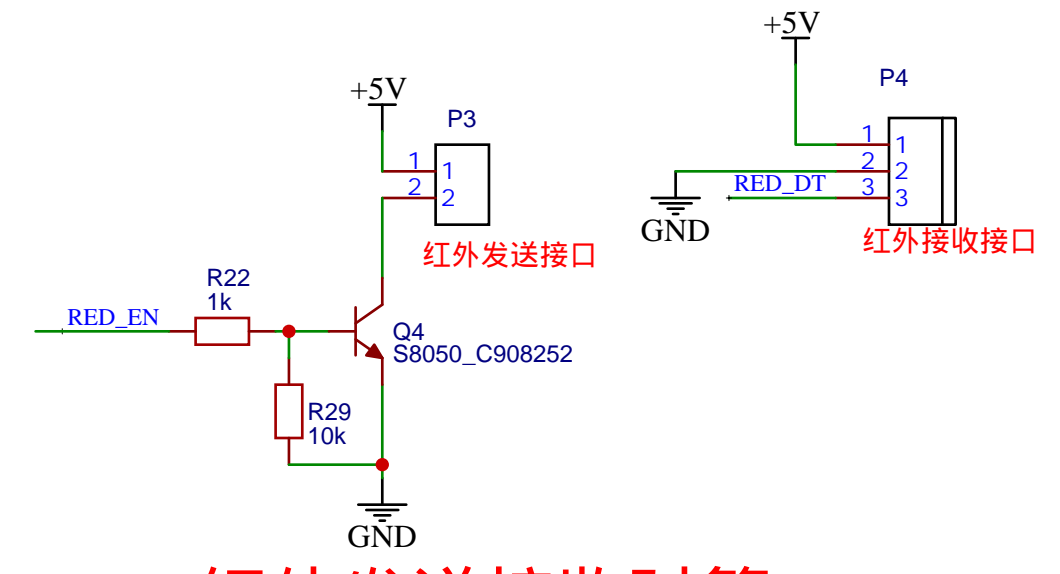 +5V
P3
1 1
2 2
红外发送接口
R22
1k
RED_EN
Q4
S8050_C908252
R29
10k
GND
+5V
P4
1 1
2 2
RED_DT 3 3
GND
红外接收接口